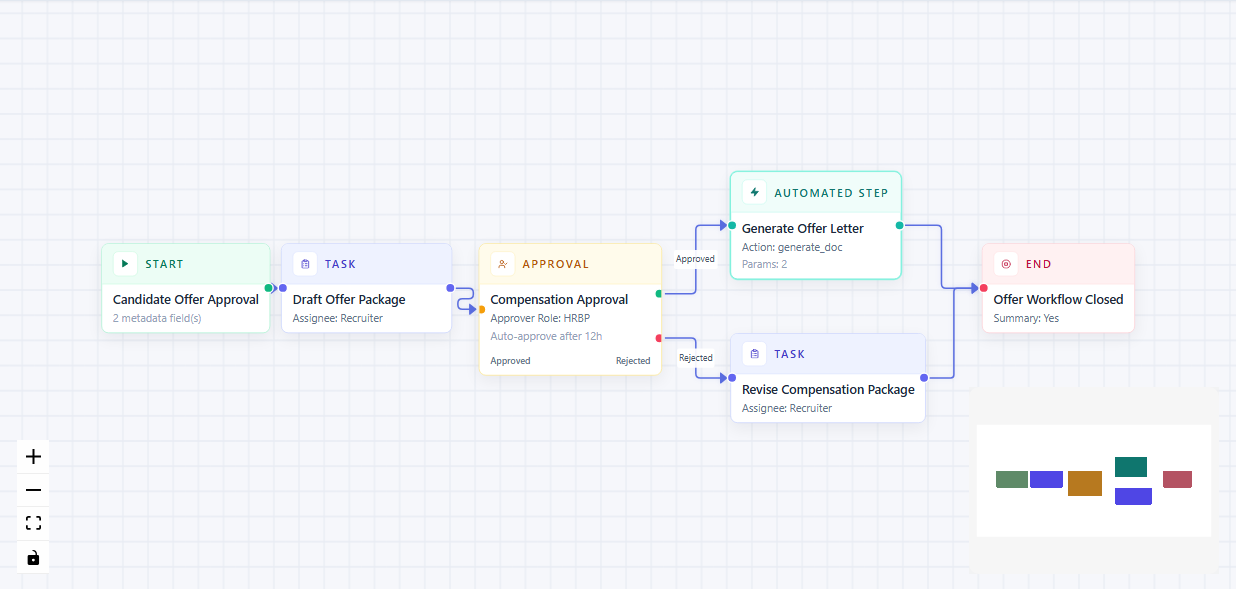 START
Candidate Offer Approval
2 metadata field(s)
TASK
Draft Offer Package
Assignee: Recruiter
APPROVAL
Compensation Approval
Approver Role: HRBP
Auto-approve after 12h
Approved
Rejected
Approved
Rejected
AUTOMATED STEP
Generate Offer Letter
Action: generate_doc
Params: 2
TASK
Revise Compensation Package
Assignee: Recruiter
END
Offer Workflow Closed
Summary: Yes